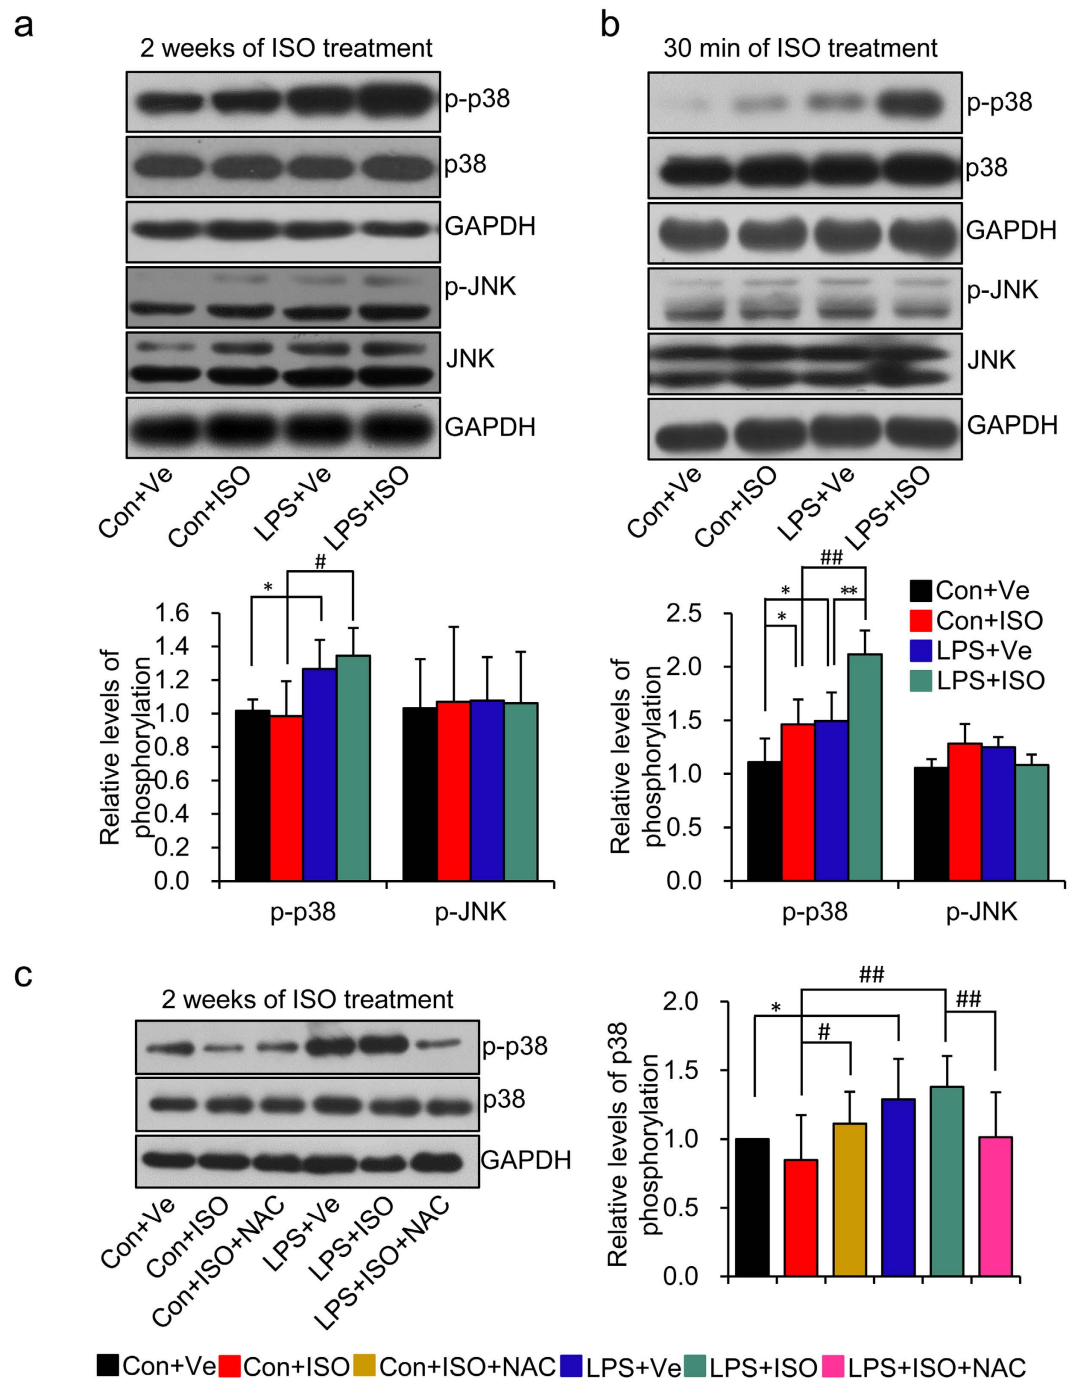 a
2 weeks of ISO treatment
p-p38
p38
GAPDH
p-JNK
JNK
GAPDH
Con+Ve
Con+ISO
LPS+Ve
LPS+ISO
*
#
1.6
1.4
1.2
1.0
0.8
0.6
0.4
0.2
0.0
Relative levels of
phosphorylation
p-p38
p-JNK
b
30 min of ISO treatment
p-p38
p38
GAPDH
p-JNK
JNK
GAPDH
Con+Ve
Con+ISO
LPS+Ve
LPS+ISO
##
*
**
*
Con+Ve
Con+ISO
LPS+Ve
LPS+ISO
2.5
2.0
1.5
1.0
0.5
0.0
Relative levels of
phosphorylation
p-p38
p-JNK
c
2 weeks of ISO treatment
p-p38
p38
GAPDH
Con+Ve
Con+ISO
Con+ISO+NAC
LPS+Ve
LPS+ISO
LPS+ISO+NAC
##
*
##
#
2.0
1.5
1.0
0.5
0.0
Relative levels of p38
phosphorylation
Con+Ve Con+ISO Con+ISO+NAC LPS+Ve LPS+ISO LPS+ISO+NAC